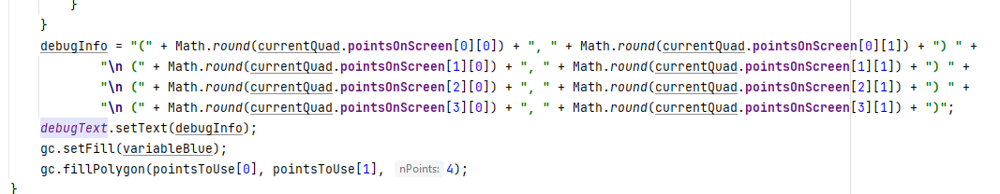 }
}
debugInfo = "(" + Math.round(currentQuad.pointsOnScreen[0][0]) + ", " + Math.round(currentQuad.pointsOnScreen[0][1]) + ") " +
"\n (" + Math.round(currentQuad.pointsOnScreen[1][0]) + ", " + Math.round(currentQuad.pointsOnScreen[1][1]) + ") " +
"\n (" + Math.round(currentQuad.pointsOnScreen[2][0]) + ", " + Math.round(currentQuad.pointsOnScreen[2][1]) + ") " +
"\n (" + Math.round(currentQuad.pointsOnScreen[3][0]) + ", " + Math.round(currentQuad.pointsOnScreen[3][1]) + ")";
debugText.setText(debugInfo);
gc.setFill(variableBlue);
gc.fillPolygon(pointsToUse[0], pointsToUse[1], nPoints: 4);
}